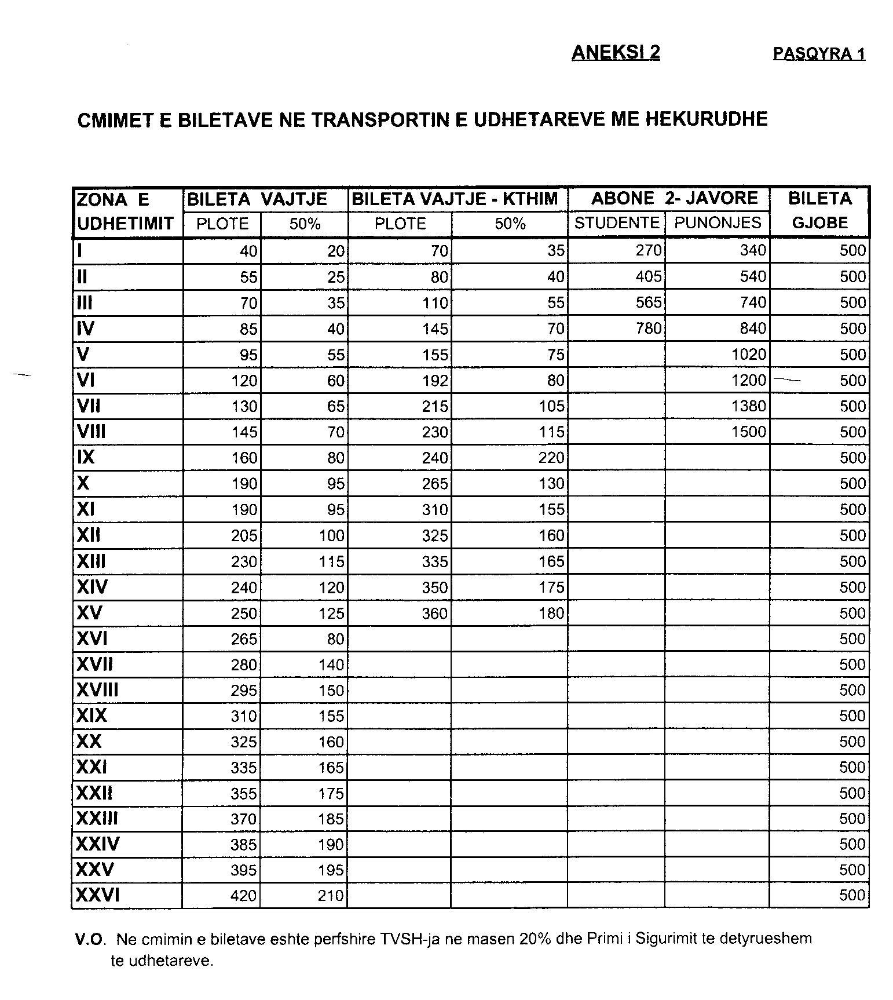 ANEKSI 2 PASQYRA 1
CMIMET E BILETAVE NE TRANSPORTIN E UDHETAREVE ME HEKURUDHE
ZONA E BILETA VAJTJE BILETA VAJTJE - KTHIM ABONE 2- JAVORE BILETA
UDHETIMIT PLOTE 50% PLOTE 50% STUDENTE PUNONJES GJOBE
I 40 20 70 35 270 340 500
II 55 25 80 40 405 540 500
III 70 35 110 55 565 740 500
IV 85 40 145 70 780 840 500
V 95 55 155 75 1020 500
VI 120 60 192 80 1200 500
VII 130 65 215 105 1380 500
VIII 145 70 230 115 1500 500
IX 160 80 240 220 500
X 190 95 265 130 500
XI 190 95 310 155 500
XII 205 100 325 160 500
XIII 230 115 335 165 500
XIV 240 120 350 175 500
XV 250 125 360 180 500
XVI 265 80 500
XVII 280 140 500
XVIII 295 150 500
XIX 310 155 500
XX 325 160 500
XXI 335 165 500
XXII 355 175 500
XXIII 370 185 500
XXIV 385 190 500
XXV 395 195 500
XXVI 420 210 500
V.O. Ne cmimin e biletave eshte perfshire TVSH-ja ne masen 20% dhe Primi i Sigurimit te detyrueshem
te udhetareve.